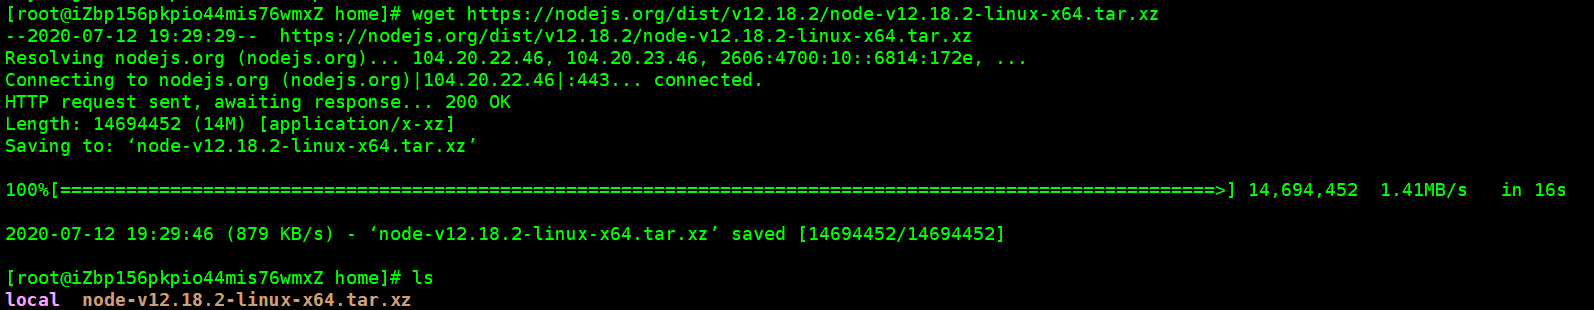 [root@iZbp156pkpio44mis76wmxZ home]# wget https://nodejs.org/dist/v12.18.2/node-v12.18.2-linux-x64.tar.xz
--2020-07-12 19:29:29--  https://nodejs.org/dist/v12.18.2/node-v12.18.2-linux-x64.tar.xz
Resolving nodejs.org (nodejs.org)... 104.20.22.46, 104.20.23.46, 2606:4700:10::6814:172e, ...
Connecting to nodejs.org (nodejs.org)|104.20.22.46|:443... connected.
HTTP request sent, awaiting response... 200 OK
Length: 14694452 (14M) [application/x-xz]
Saving to: ‘node-v12.18.2-linux-x64.tar.xz’
100%[=========================================================================================================>] 14,694,452  1.41MB/s   in 16s
2020-07-12 19:29:46 (879 KB/s) - ‘node-v12.18.2-linux-x64.tar.xz’ saved [14694452/14694452]
[root@iZbp156pkpio44mis76wmxZ home]# ls
local  node-v12.18.2-linux-x64.tar.xz